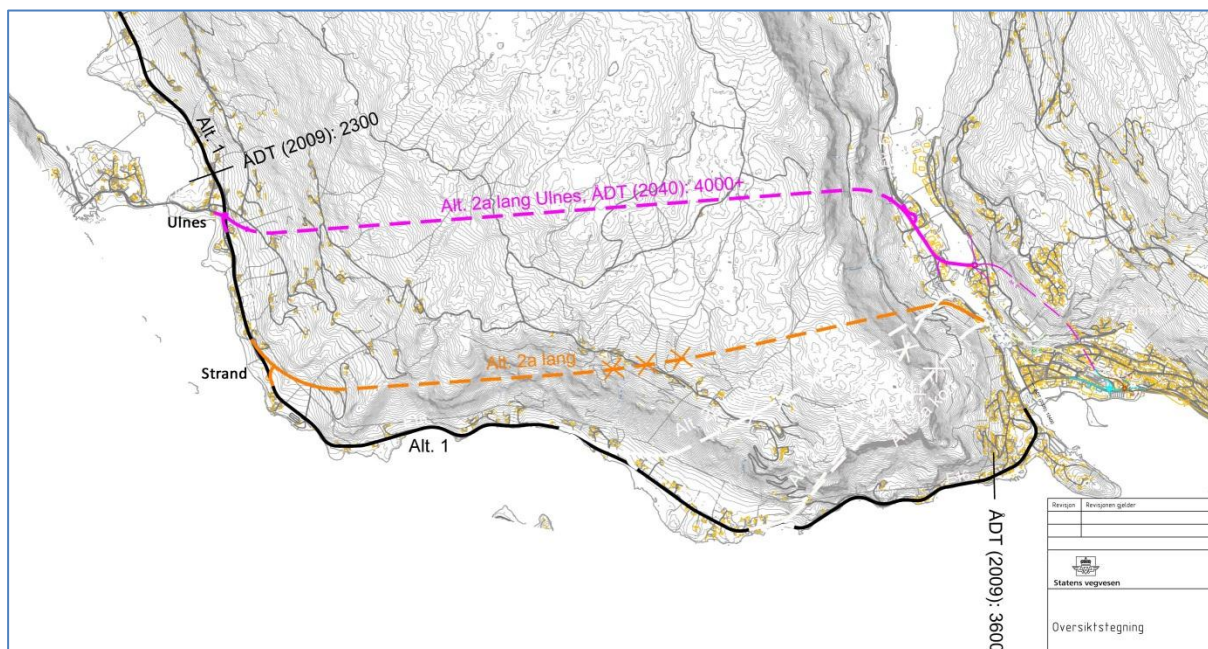 Alt. 1
ÅDT (2009): 2300
Ulnes
Alt. 2a lang Ulnes, ÅDT (2040): 4000+
Strand
Alt. 2a lang
Alt. 1
ÅDT (2009): 3600
Revisjon Revisjonen gjelder
Statens vegvesen
Oversiktstegning